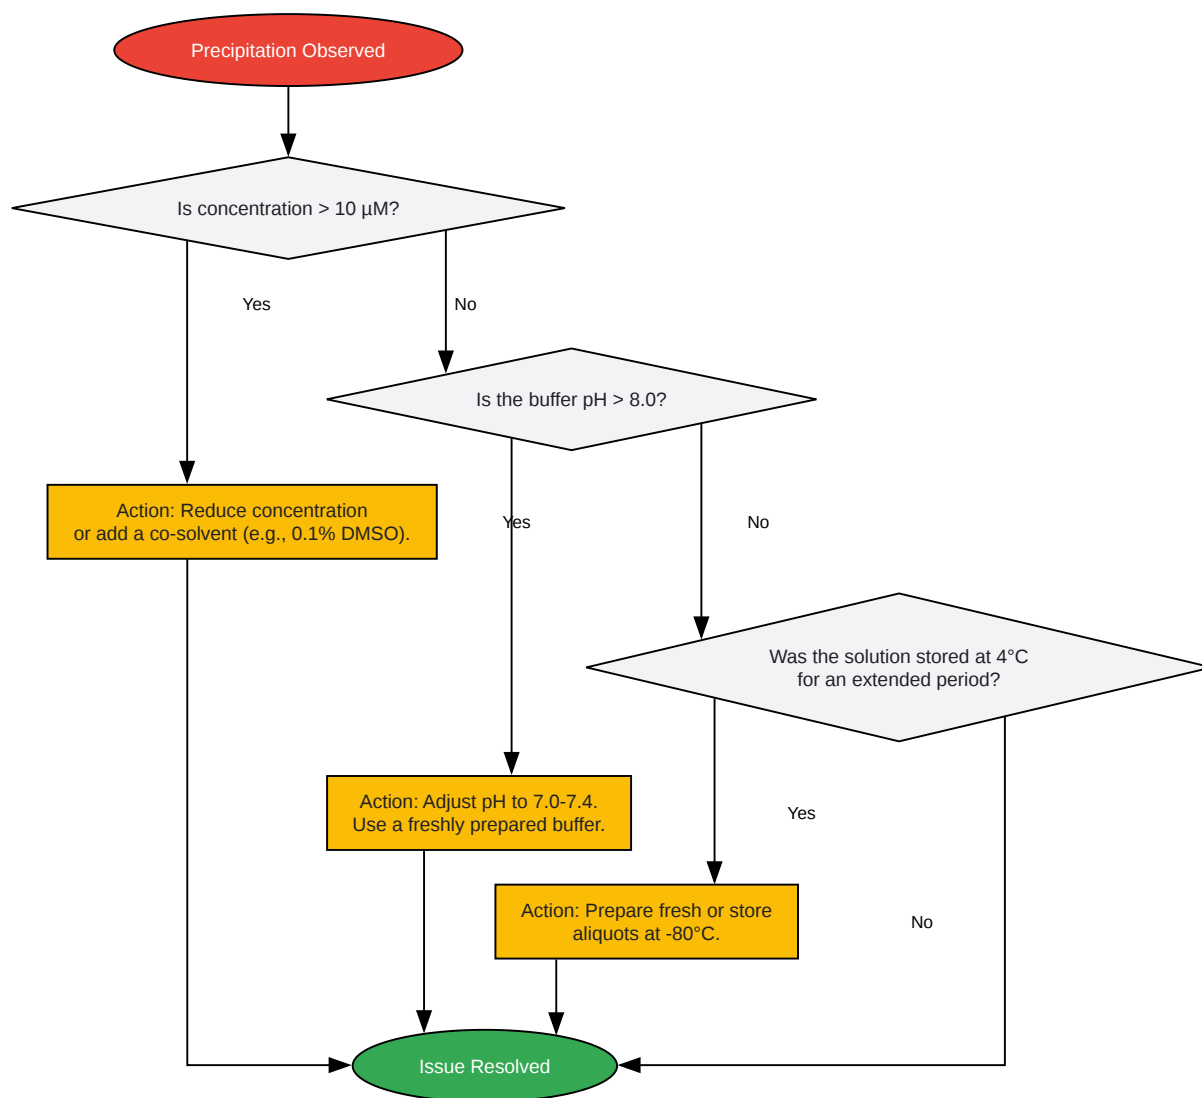 Precipitation Observed
Is concentration > 10 µM?
Yes
No
Is the buffer pH > 8.0?
Action: Reduce concentration
or add a co-solvent (e.g., 0.1% DMSO).
Yes
No
Was the solution stored at 4°C
for an extended period?
Action: Adjust pH to 7.0-7.4.
Use a freshly prepared buffer.
Yes
Action: Prepare fresh or store
aliquots at -80°C.
No
Issue Resolved